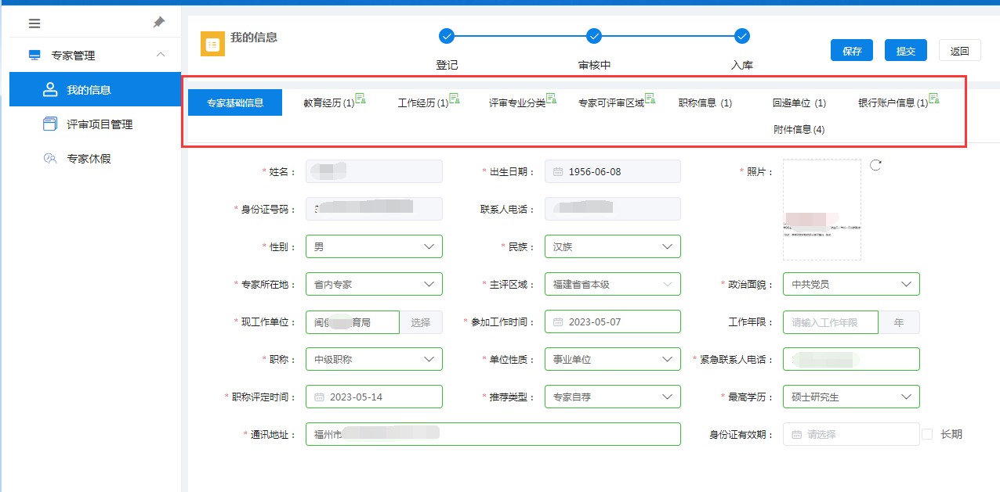 我的信息
登记
审核中
入库
保存
提交
返回
专家管理
我的信息
评审项目管理
专家休假
专家基础信息
教育经历(1)
工作经历(1)
评审专业分类
专家可评审区域
职称信息 (1)
回避单位 (1)
银行账户信息(1)
附件信息(4)
* 姓名：
* 出生日期： 1956-06-08
* 照片：
* 身份证号码：
联系人电话：
* 性别： 男
* 民族： 汉族
* 专家所在地： 省内专家
* 主评区域： 福建省省本级
* 政治面貌： 中共党员
* 现工作单位： 闽侯 育局 选择
* 参加工作时间： 2023-05-07
工作年限： 请输入工作年限 年
* 职称： 中级职称
* 单位性质： 事业单位
* 紧急联系人电话：
* 职称评定时间： 2023-05-14
* 推荐类型： 专家自荐
* 最高学历： 硕士研究生
* 通讯地址： 福州市
身份证有效期： 请选择 长期